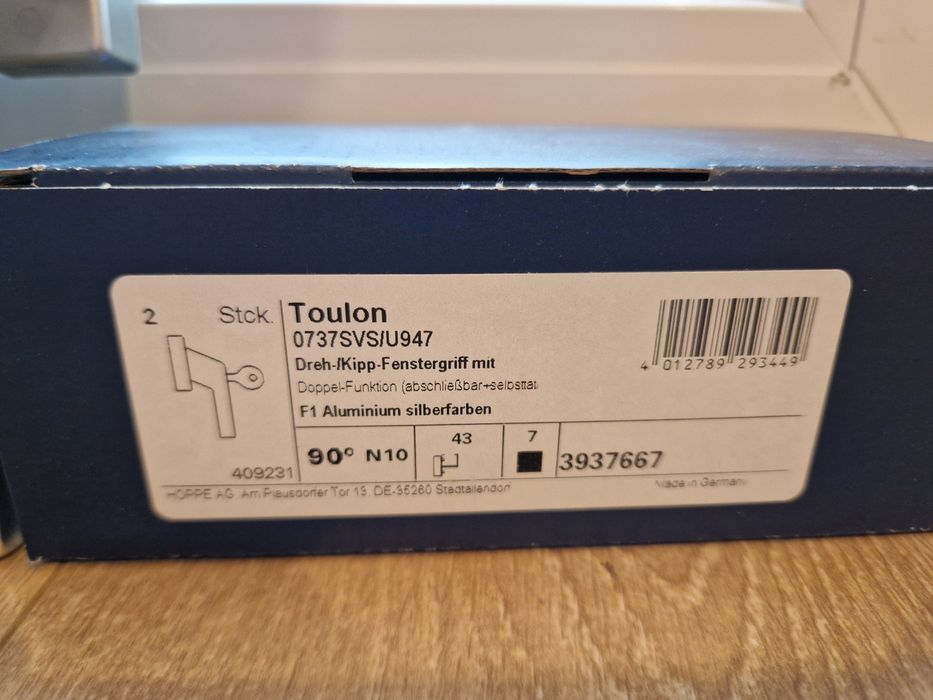 2 Stck.
Toulon
0737SVS/U947
Dreh-/Kipp-Fenstergriff mit
Doppel-Funktion (abschließbar+selbsttät
F1 Aluminium silberfarben
4 012789 293449
90° N10
43
7
3937667
409231
HOPPE AG Am Plausdorfer Tor 13 DE-35260 Stadtallendorf
Made in Germany